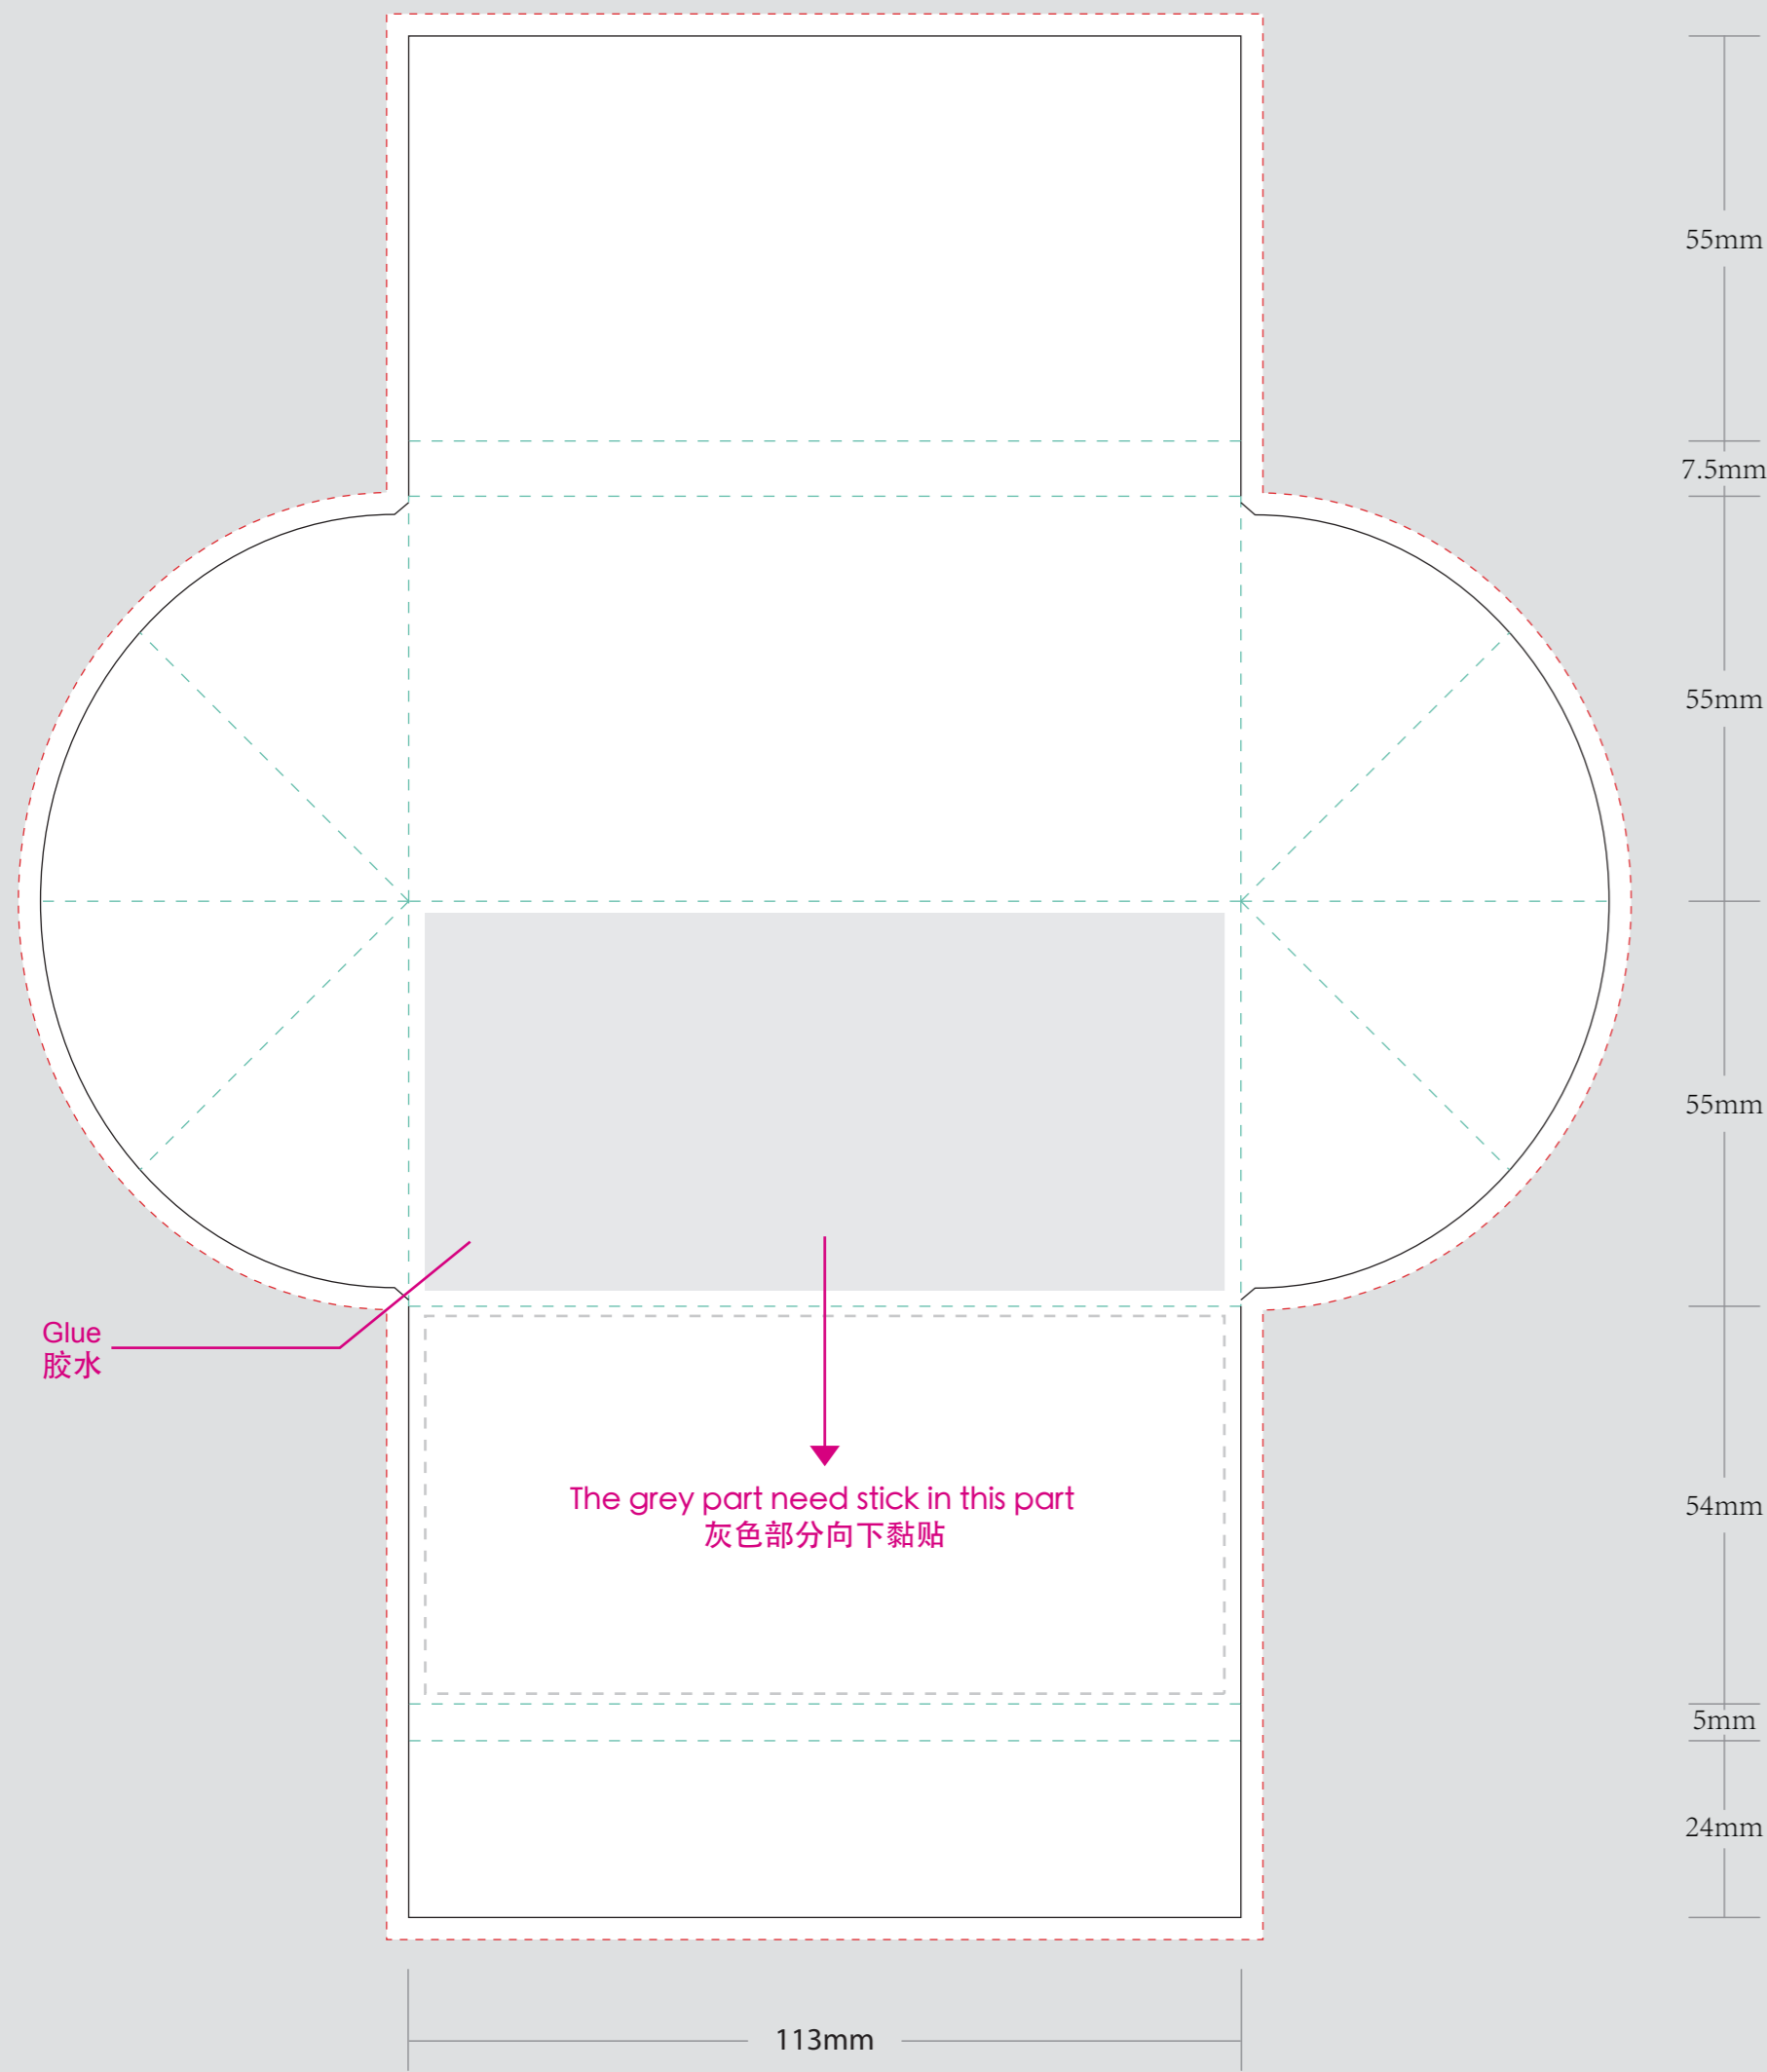 55mm
7.5mm
55mm
55mm
Glue
胶水
The grey part need stick in this part
灰色部分向下黏贴
54mm
5mm
24mm
113mm